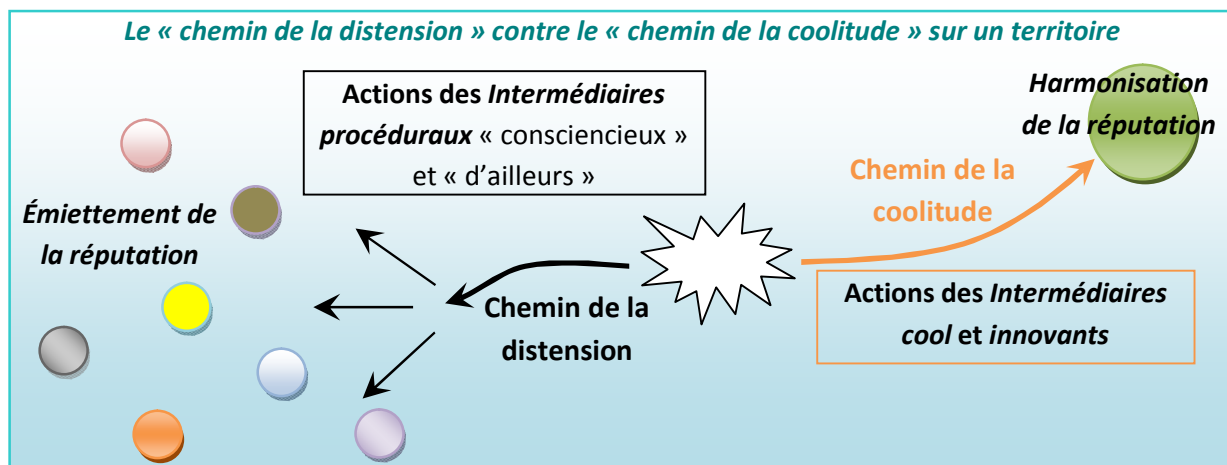 Le « chemin de la distension » contre le « chemin de la coolitude » sur un territoire
Actions des Intermédiaires
procéduraux « consciencieux »
et « d'ailleurs »
Harmonisation
de la réputation
Chemin de la
coolitude
Émiettement de
la réputation
Chemin de la
distension
Actions des Intermédiaires
cool et innovants